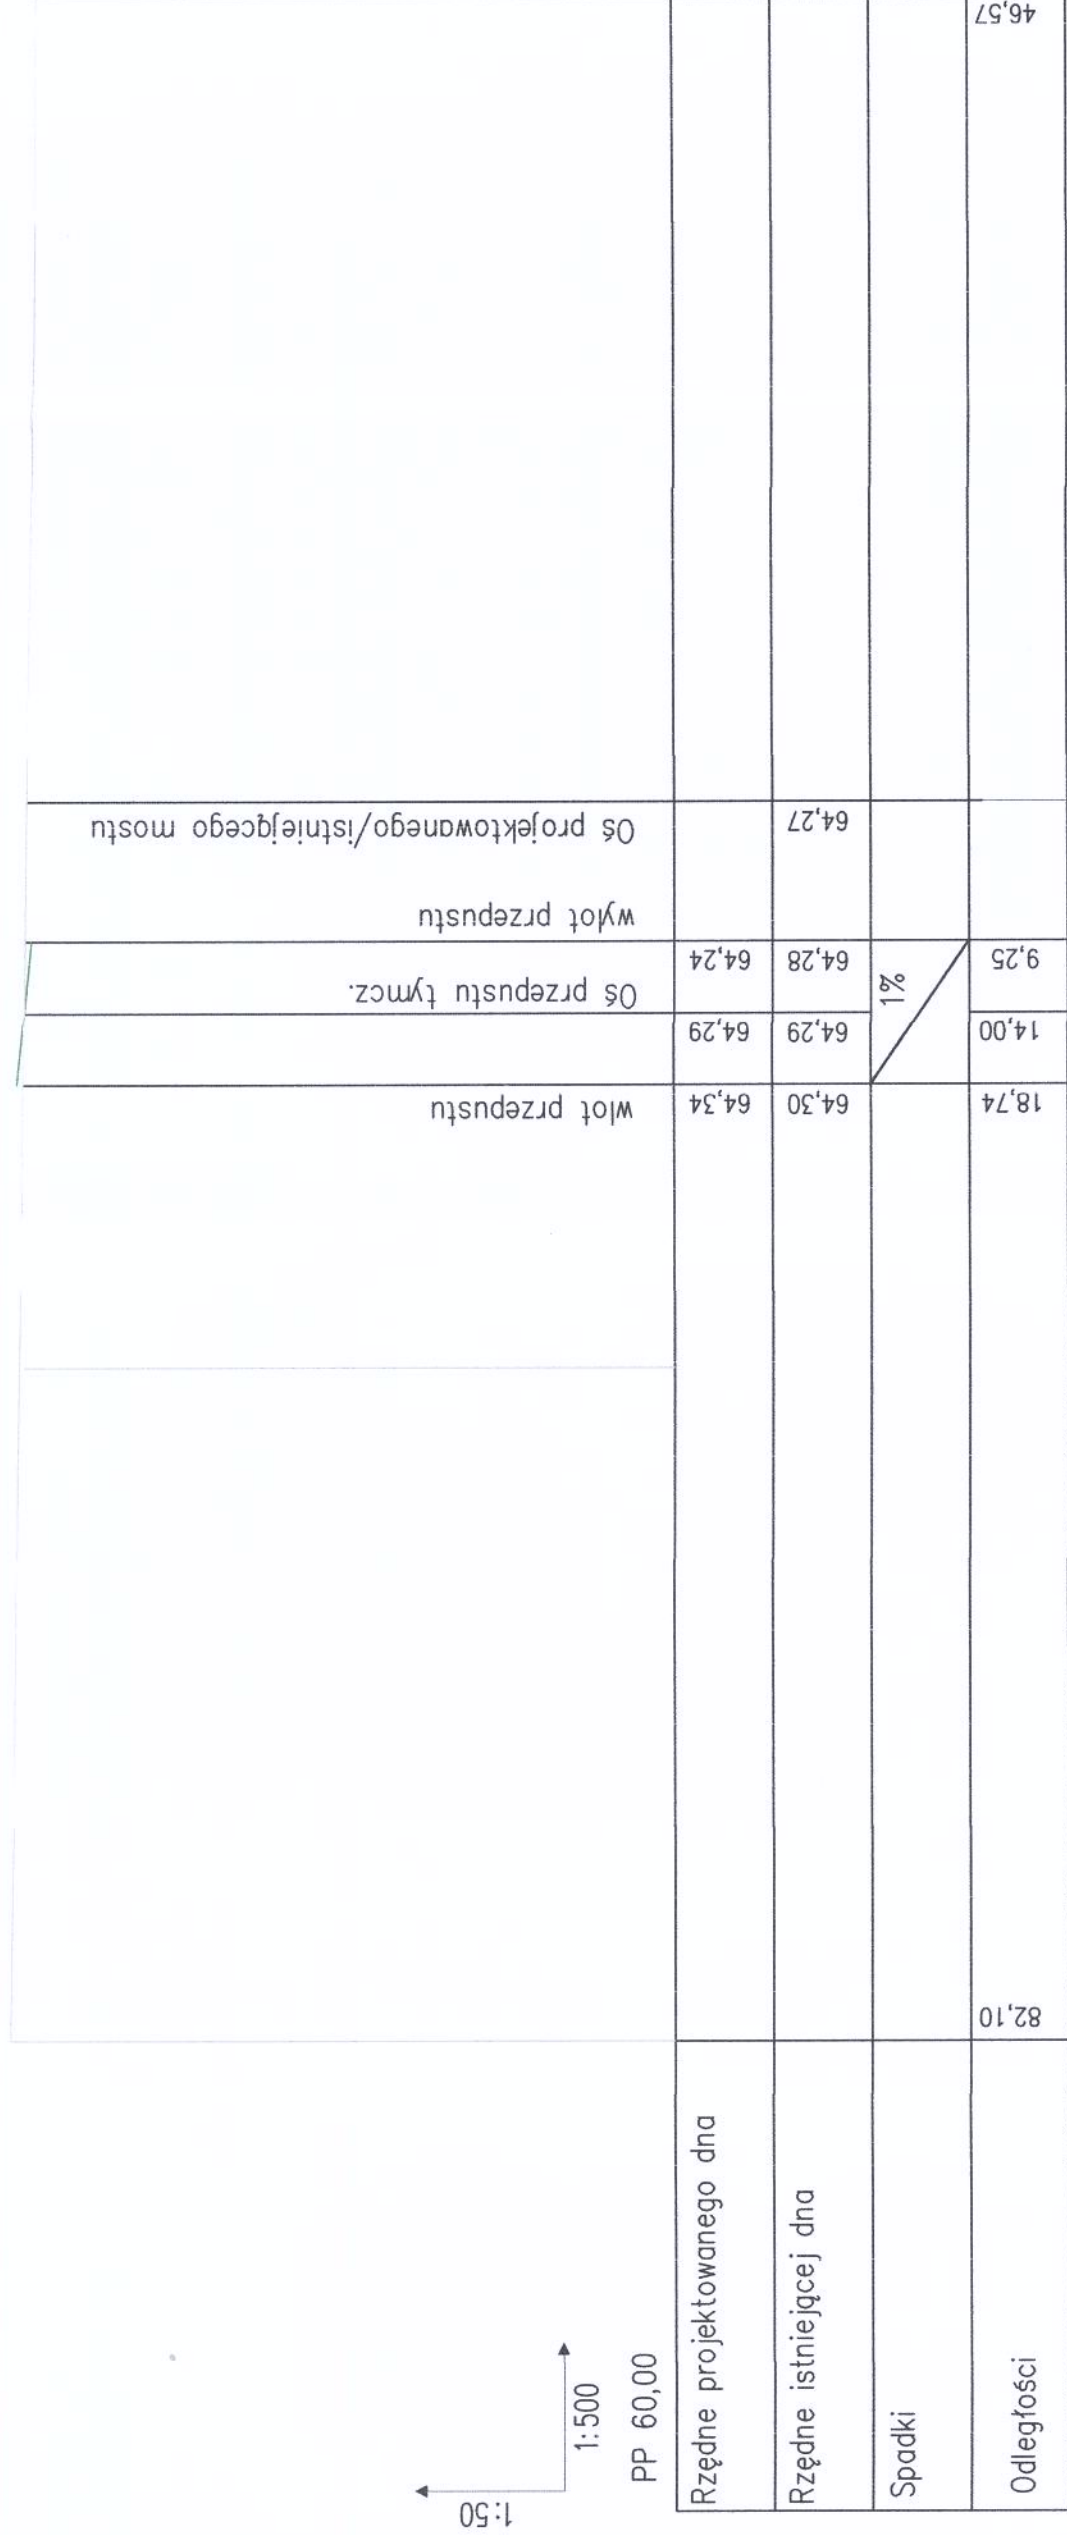 1:50
1:500
PP 60,00
wlot przepustu
Oś przepustu tymcz.
wylot przepustu
Oś projektowanego/istniejącego mostu
Rzędne projektowanego dna
64,34
64,29
64,24
Rzędne istniejącej dna
64,30
64,29
64,28
64,27
Spadki
1%
Odległości
82,10
18,74
14,00
9,25
46,57